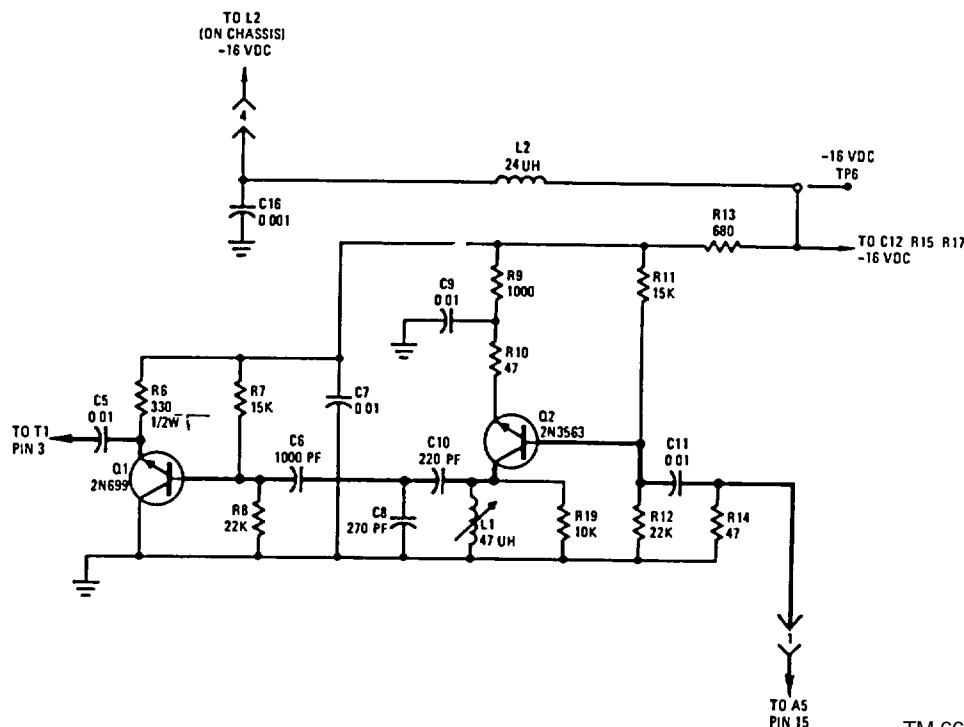 TO L2
(ON CHASSIS)
-16 VDC
4
L2
24 UH
-16 VDC
TP6
C16
0 001
R13
680
TO C12 R15 R17
-16 VDC
R9
1000
R11
15K
C9
0 01
R10
47
C5
0 01
R6
330
1/2W
R7
15K
C7
0 01
Q2
2N3563
TO T1
PIN 3
C6
1000 PF
C10
220 PF
C11
0 01
Q1
2N699
R8
22K
C8
270 PF
L1
47 UH
R19
10K
R12
22K
R14
47
1
TO A5
PIN 15